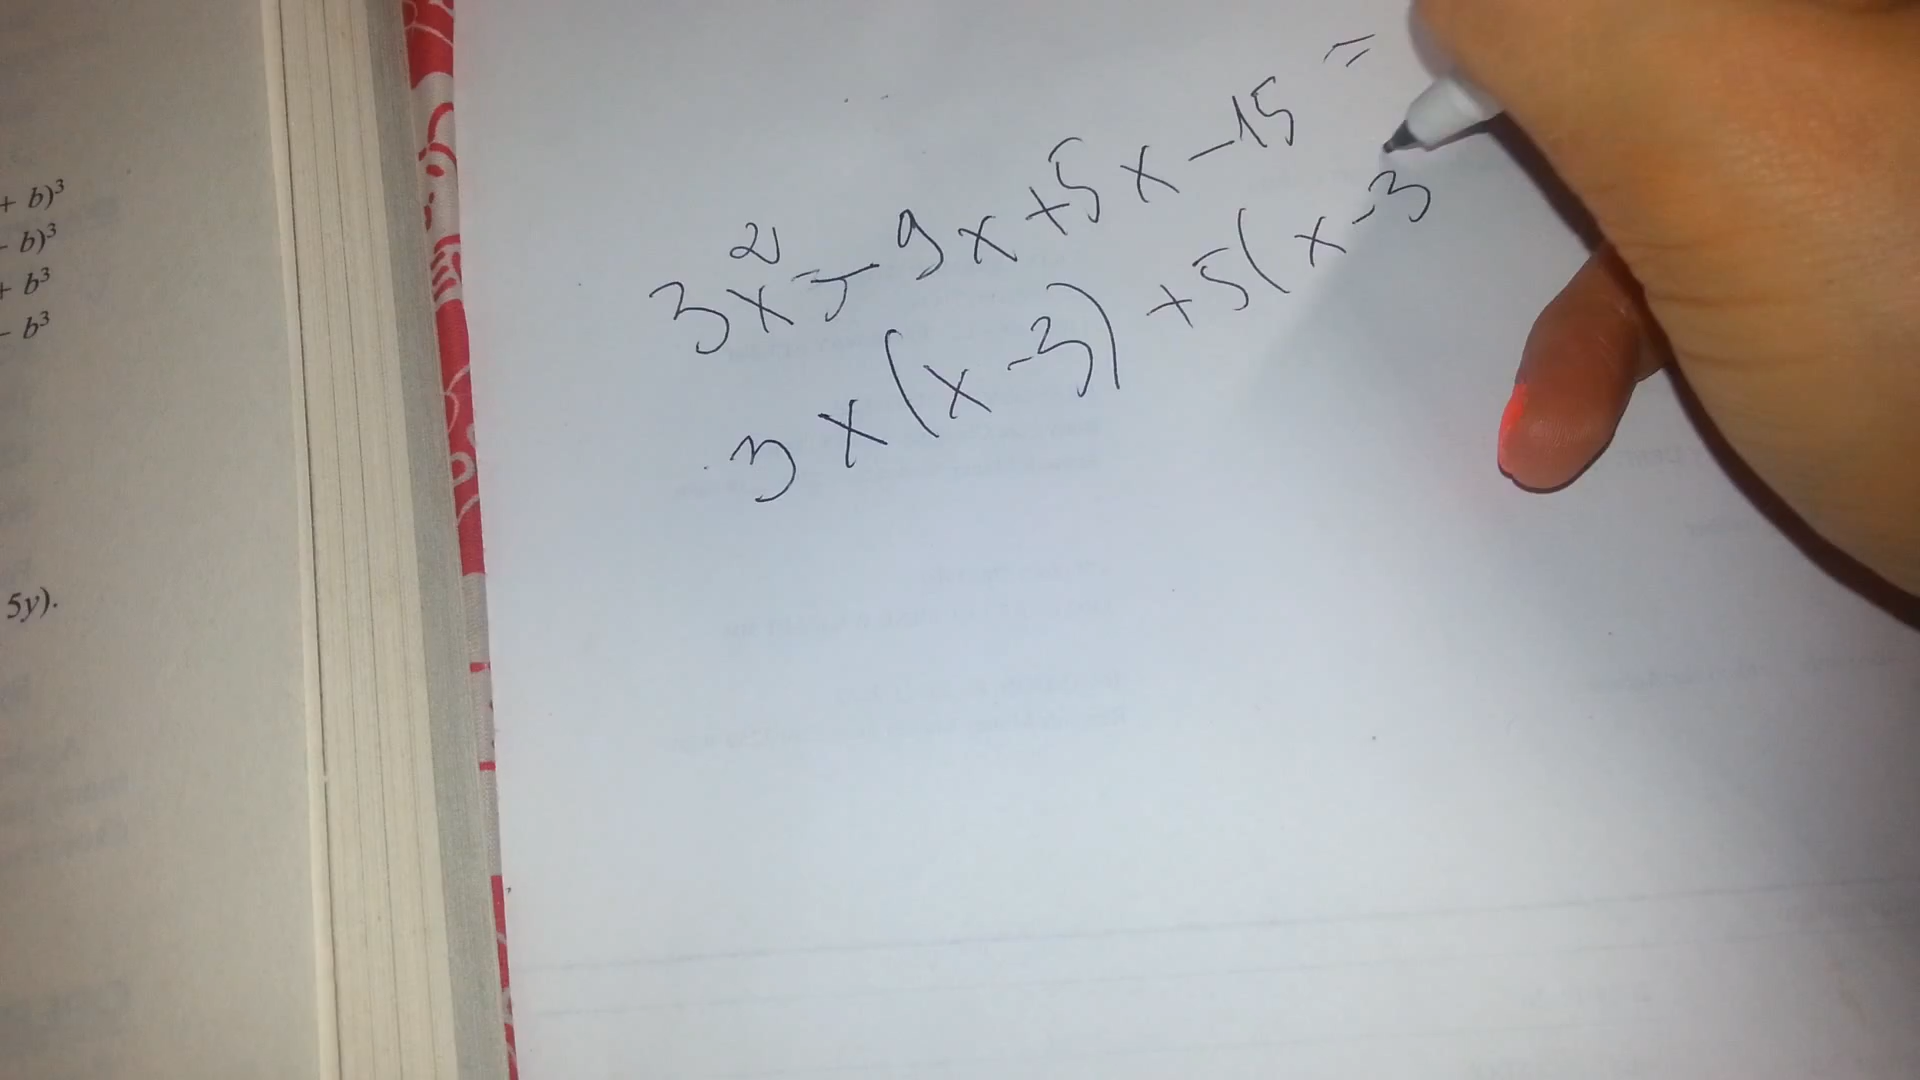 + b)³
- b)³
+ b³
- b³
5y).
3x² - 9x + 5x - 15 =
3x(x - 3) + 5(x - 3